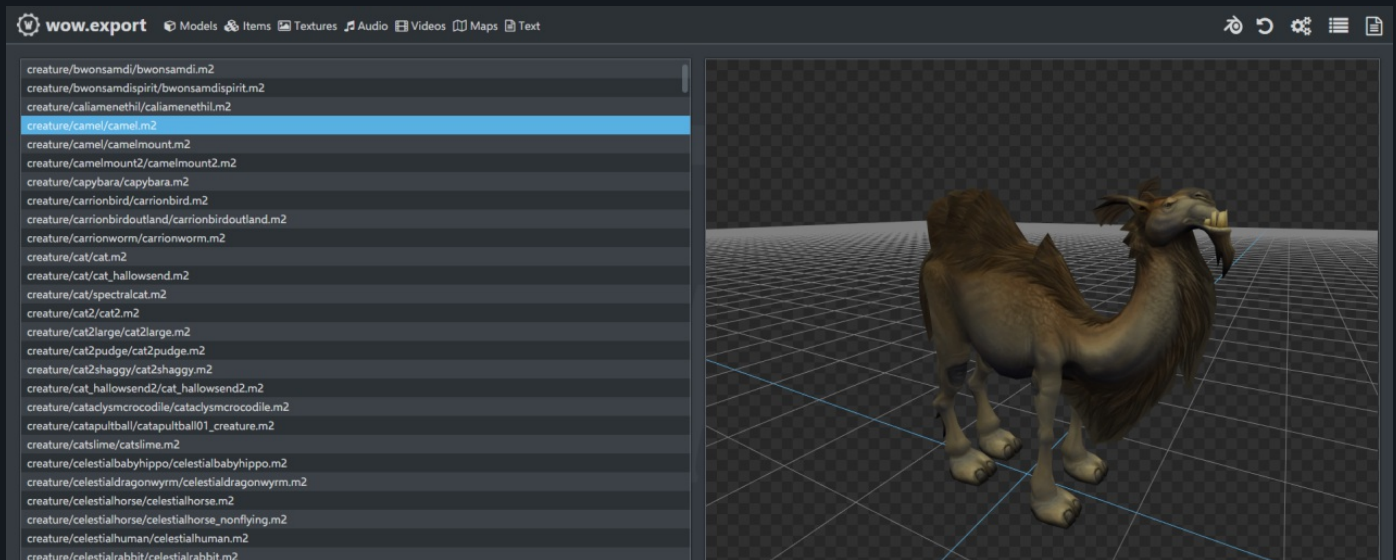 wow.export Models Items Textures Audio Videos Maps Text
creature/bwonsamdi/bwonsamdi.m2
creature/bwonsamdispirit/bwonsamdispirit.m2
creature/caliamenethil/caliamenethil.m2
creature/camel/camel.m2
creature/camel/camelmount.m2
creature/camelmount2/camelmount2.m2
creature/capybara/capybara.m2
creature/carrionbird/carrionbird.m2
creature/carrionbirdoutland/carrionbirdoutland.m2
creature/carrionworm/carrionworm.m2
creature/cat/cat.m2
creature/cat/cat_hallowsend.m2
creature/cat/spectralcat.m2
creature/cat2/cat2.m2
creature/cat2large/cat2large.m2
creature/cat2pudge/cat2pudge.m2
creature/cat2shaggy/cat2shaggy.m2
creature/cat_hallowsend2/cat_hallowsend2.m2
creature/cataclysmcrocodile/cataclysmcrocodile.m2
creature/catapultball/catapultball01_creature.m2
creature/catslime/catslime.m2
creature/celestialbabyhippo/celestialbabyhippo.m2
creature/celestialdragonwyrm/celestialdragonwyrm.m2
creature/celestialhorse/celestialhorse.m2
creature/celestialhorse/celestialhorse_nonflying.m2
creature/celestialhuman/celestialhuman.m2
creature/celestialrabbit/celestialrabbit.m2